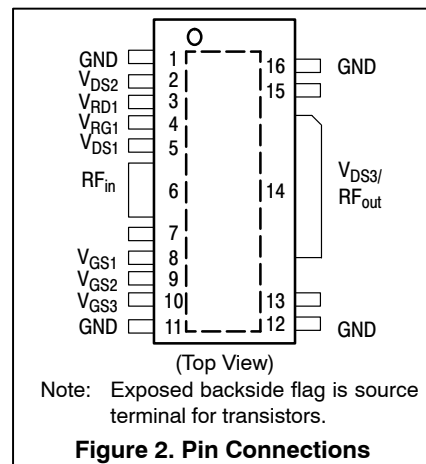 GND 1
V_DS2 2
V_RD1 3
V_RG1 4
V_DS1 5
RF_in 6
7
V_GS1 8
V_GS2 9
V_GS3 10
GND 11
16 GND
15
14 V_DS3/
RF_out
13
12 GND
(Top View)
Note: Exposed backside flag is source
terminal for transistors.
Figure 2. Pin Connections